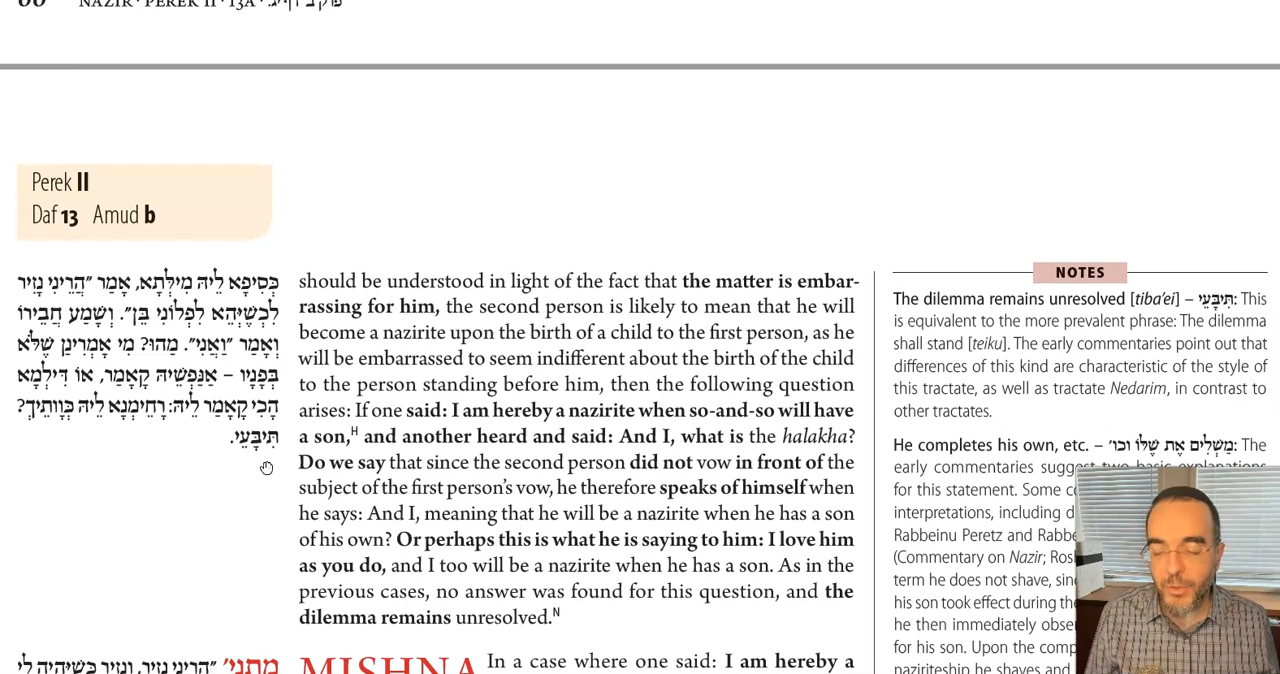 NAZIR · PEREK II · 13A
Perek II
Daf 13 Amud b
כְּסִיפָא לֵיהּ מִילְּתָא, אָמַר ״הֲרֵינִי נָזִיר
לִכְשֶׁיְּהֵא לִפְלוֹנִי בֵּן״. וְשָׁמַע חֲבֵירוֹ
וְאָמַר ״וַאֲנִי״. מַהוּ? מִי אָמְרִינַן שֶׁלֹּא
בְּפָנָיו – אַנַּפְשֵׁיהּ קָאָמַר, אוֹ דִּילְמָא
הָכִי קָאָמַר לֵיהּ: רָחֵימְנָא לֵיהּ כְּוָותֵיךְ?
תִּיבָּעֵי.
מתני׳ ״הֲרֵינִי נָזִיר, וְנָזִיר כְּשֶׁיִּהְיֶה לִי
should be understood in light of the fact that the matter is embar-
rassing for him, the second person is likely to mean that he will
become a nazirite upon the birth of a child to the first person, as he
will be embarrassed to seem indifferent about the birth of the child
to the person standing before him, then the following question
arises: If one said: I am hereby a nazirite when so-and-so will have
a son,ᴴ and another heard and said: And I, what is the halakha?
Do we say that since the second person did not vow in front of the
subject of the first person's vow, he therefore speaks of himself when
he says: And I, meaning that he will be a nazirite when he has a son
of his own? Or perhaps this is what he is saying to him: I love him
as you do, and I too will be a nazirite when he has a son. As in the
previous cases, no answer was found for this question, and the
dilemma remains unresolved.ᴺ
MISHNA In a case where one said: I am hereby a
NOTES
The dilemma remains unresolved [tiba'ei] – תִּיבָּעֵי: This
is equivalent to the more prevalent phrase: The dilemma
shall stand [teiku]. The early commentaries point out that
differences of this kind are characteristic of the style of
this tractate, as well as tractate Nedarim, in contrast to
other tractates.
He completes his own, etc. – מַשְׁלִים אֶת שֶׁלּוֹ וכו׳: The
early commentaries suggest two basic explanations
for this statement. Some
interpretations, including
Rabbeinu Peretz and
(Commentary on Nazir;
term he does not shave,
his son took effect during the
he then immediately
for his son. Upon the
naziriteship he shaves and